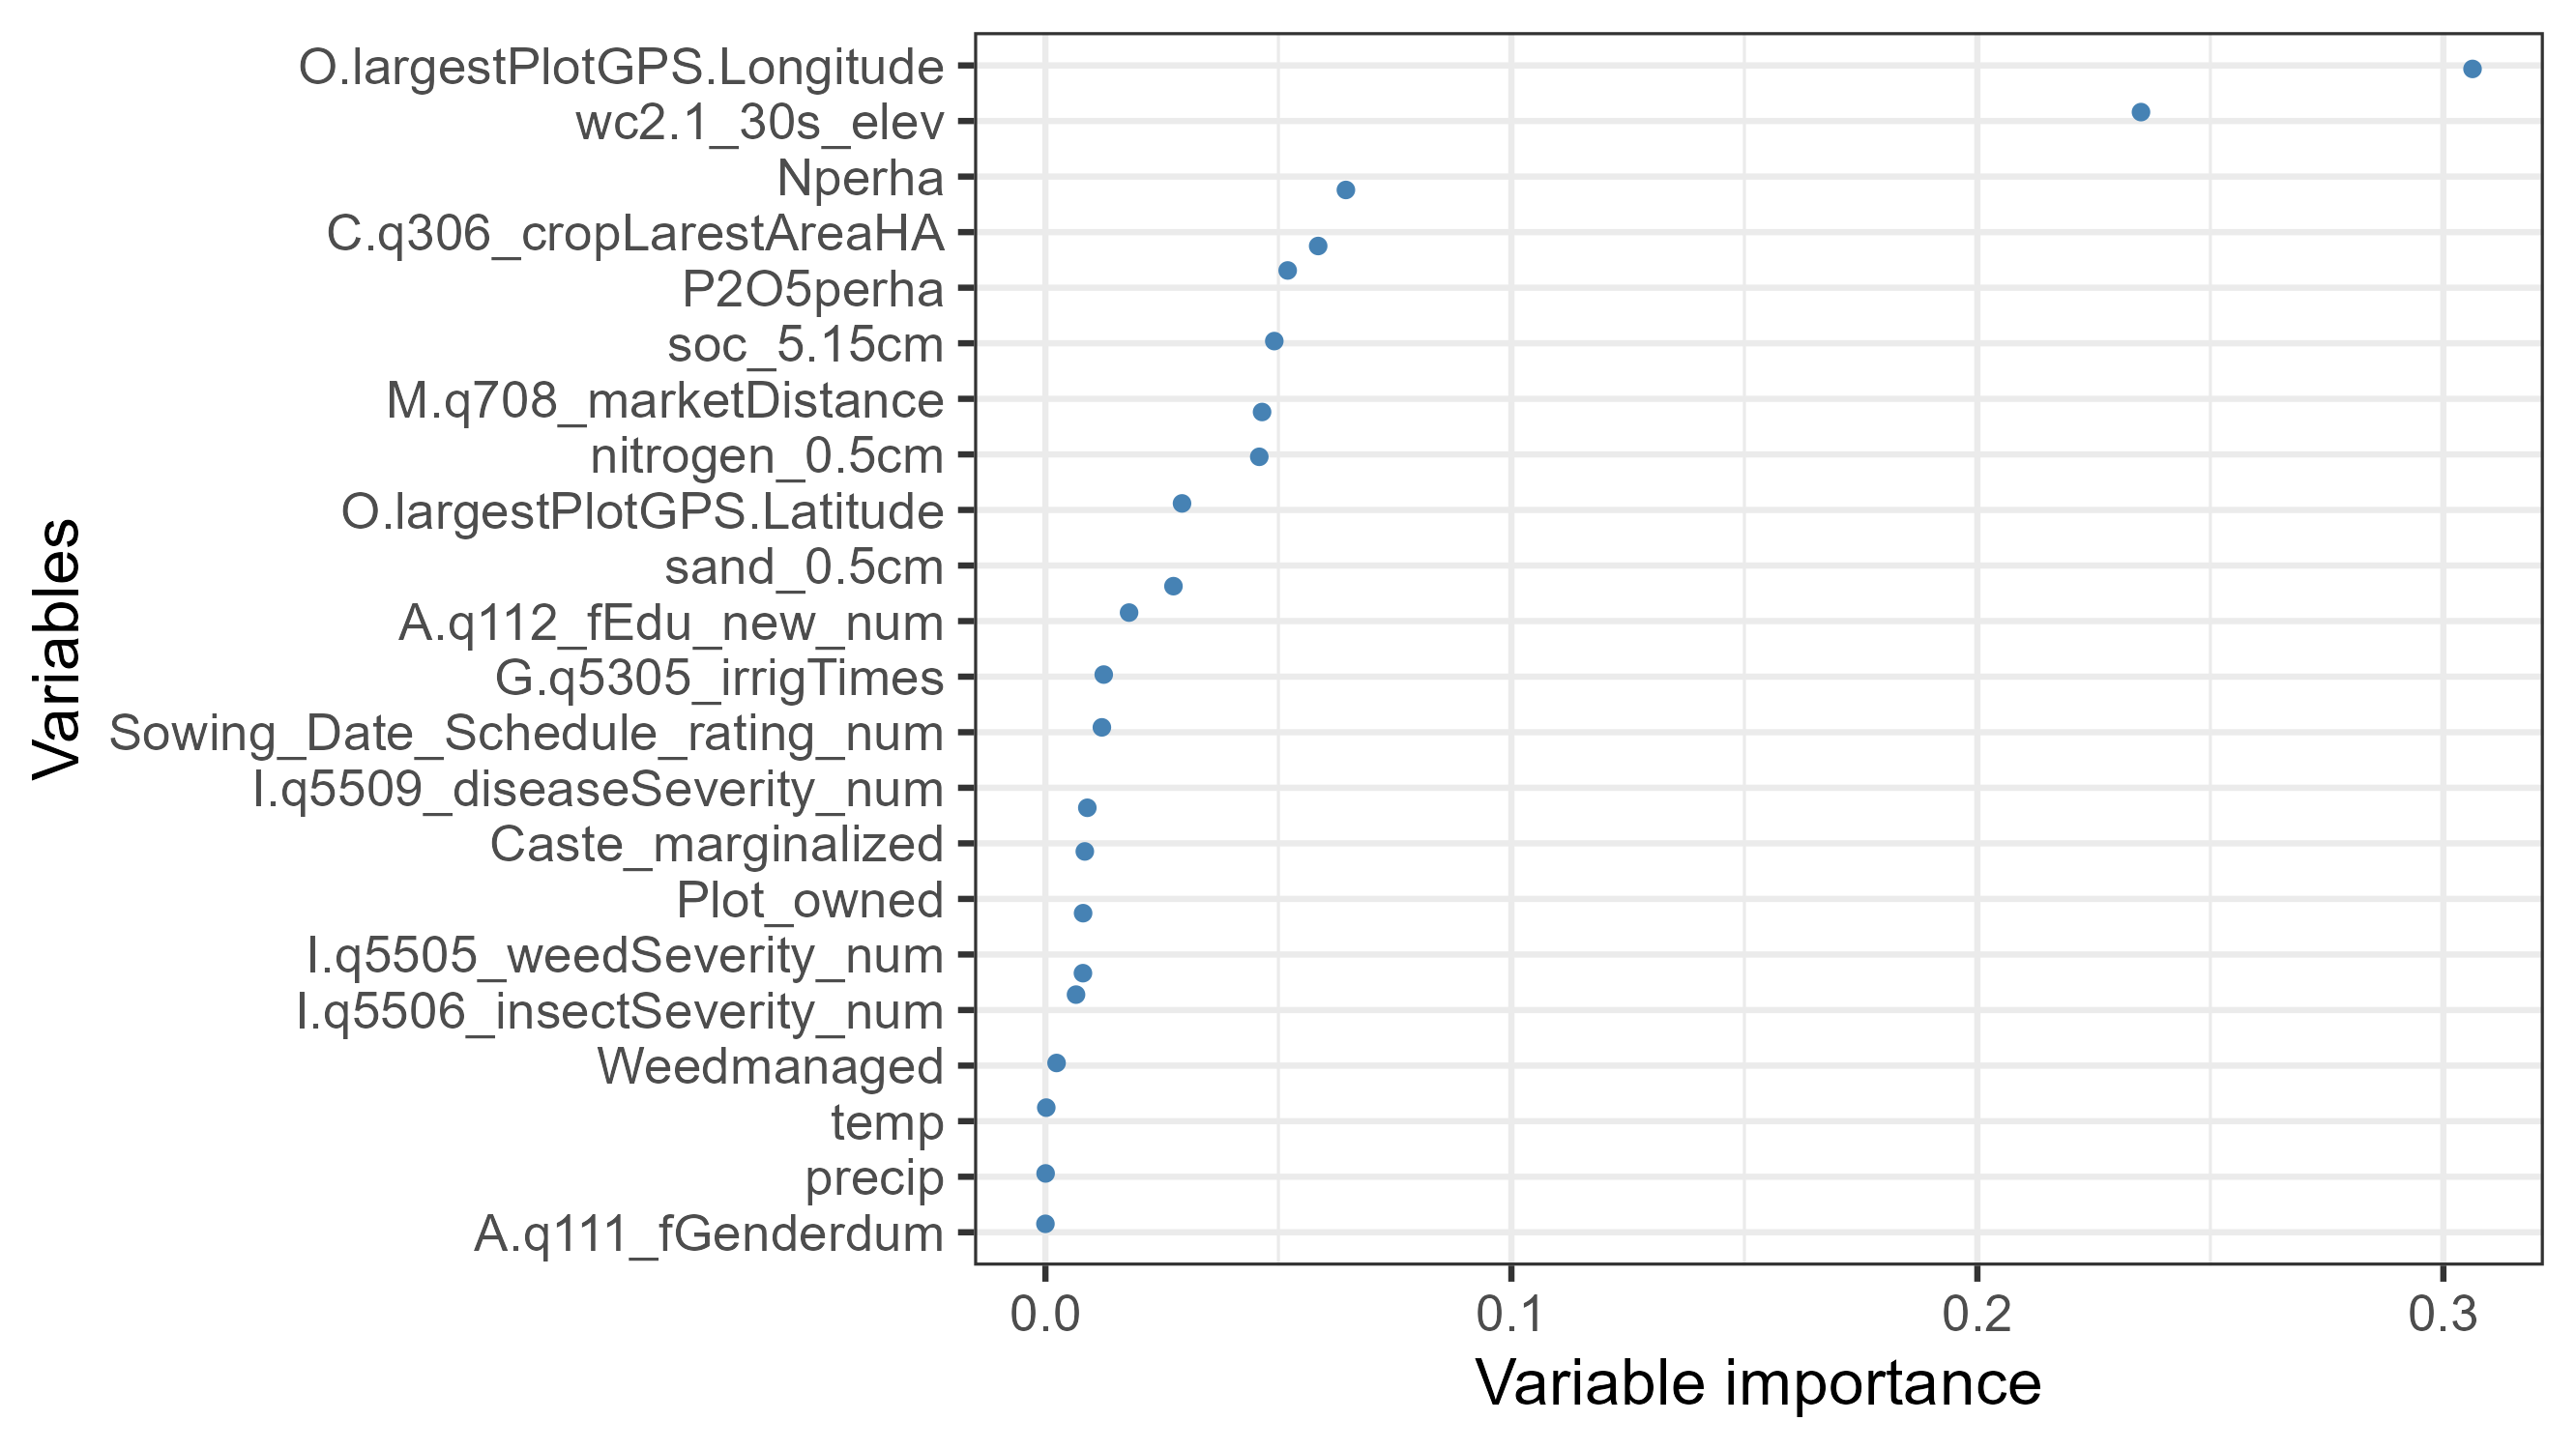 O.largestPlotGPS.Longitude
wc2.1_30s_elev
Nperha
C.q306_cropLarestAreaHA
P2O5perha
soc_5.15cm
M.q708_marketDistance
nitrogen_0.5cm
O.largestPlotGPS.Latitude
sand_0.5cm
A.q112_fEdu_new_num
G.q5305_irrigTimes
Sowing_Date_Schedule_rating_num
I.q5509_diseaseSeverity_num
Caste_marginalized
Plot_owned
I.q5505_weedSeverity_num
I.q5506_insectSeverity_num
Weedmanaged
temp
precip
A.q111_fGenderdum
Variables
0.0 0.1 0.2 0.3
Variable importance